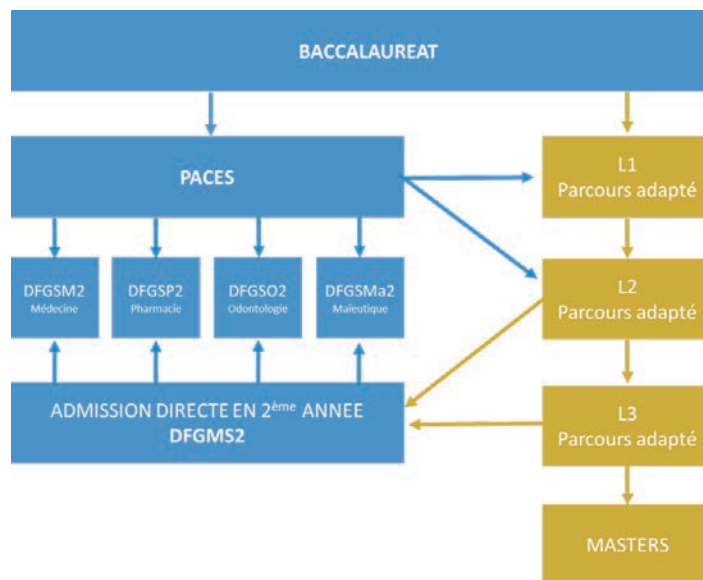 BACCALAUREAT
PACES
L1
Parcours adapté
DFGSM2
Médecine
DFGSP2
Pharmacie
DFGSO2
Odontologie
DFGSMa2
Maïeutique
L2
Parcours adapté
ADMISSION DIRECTE EN 2ème ANNEE
DFGMS2
L3
Parcours adapté
MASTERS